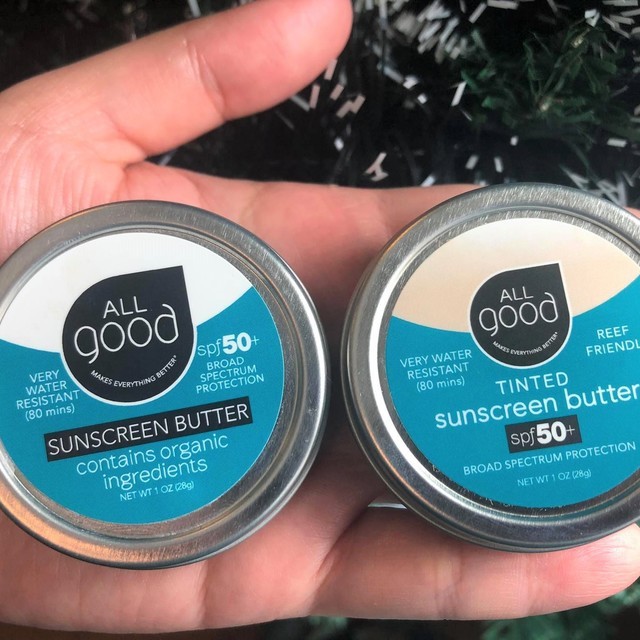 ALL
good
MAKES EVERYTHING BETTER
spf50+
BROAD
SPECTRUM
PROTECTION
VERY
WATER
RESISTANT
(80 mins)
SUNSCREEN BUTTER
contains organic
ingredients
NET WT 1 OZ (28g)
ALL
good
MAKES EVERYTHING BETTER
VERY WATER
RESISTANT
(80 mins)
REEF
FRIENDL
TINTED
sunscreen butter
spf50+
BROAD SPECTRUM PROTECTION
NET WT 1 OZ (28g)